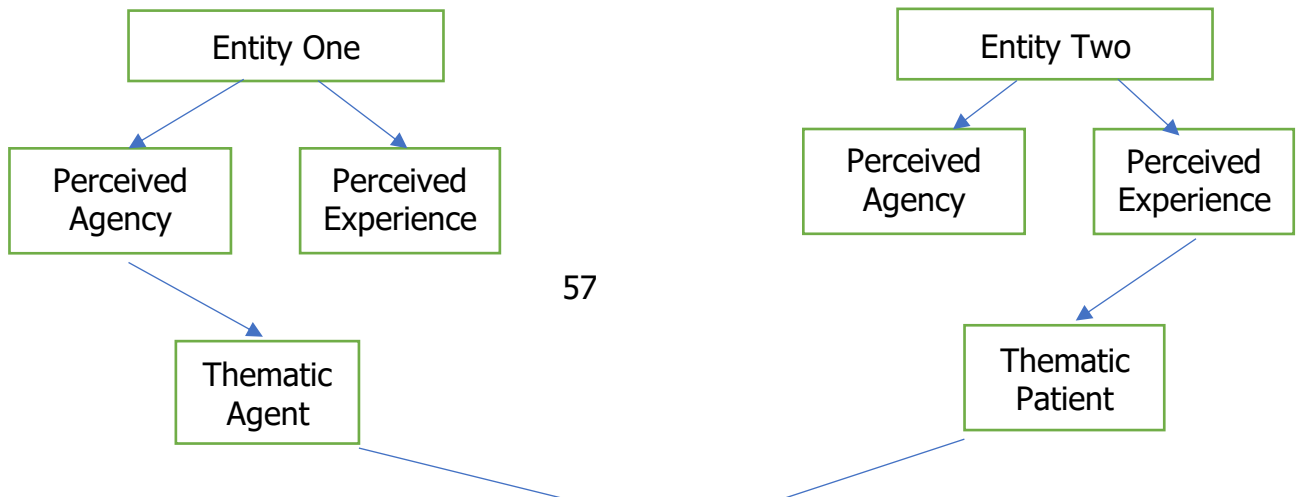 Entity One
Entity Two
Perceived
Agency
Perceived
Experience
Perceived
Agency
Perceived
Experience
57
Thematic
Agent
Thematic
Patient